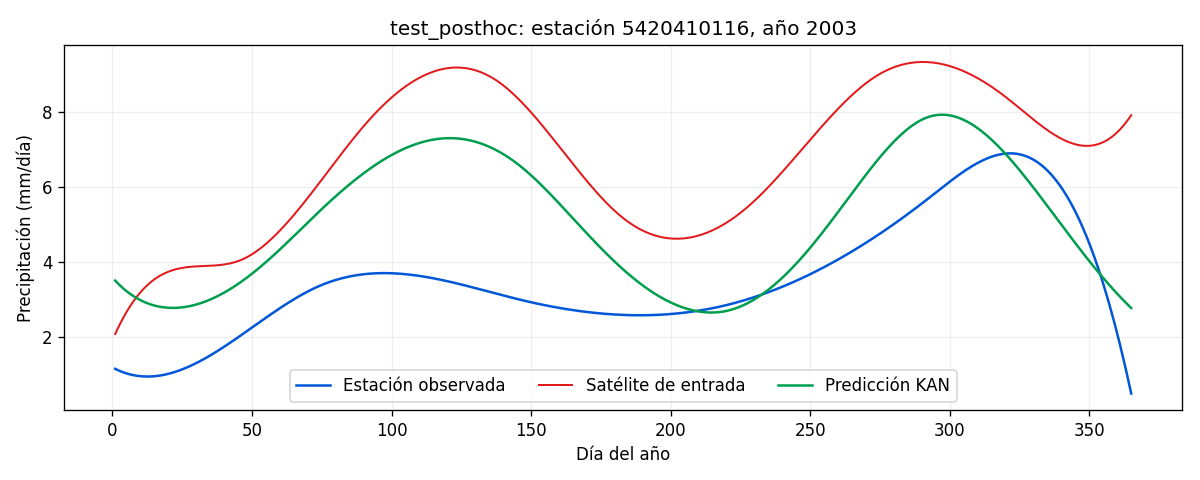 test_posthoc: estación 5420410116, año 2003
Precipitación (mm/día)
8
6
4
2
Estación observada Satélite de entrada Predicción KAN
0 50 100 150 200 250 300 350
Día del año